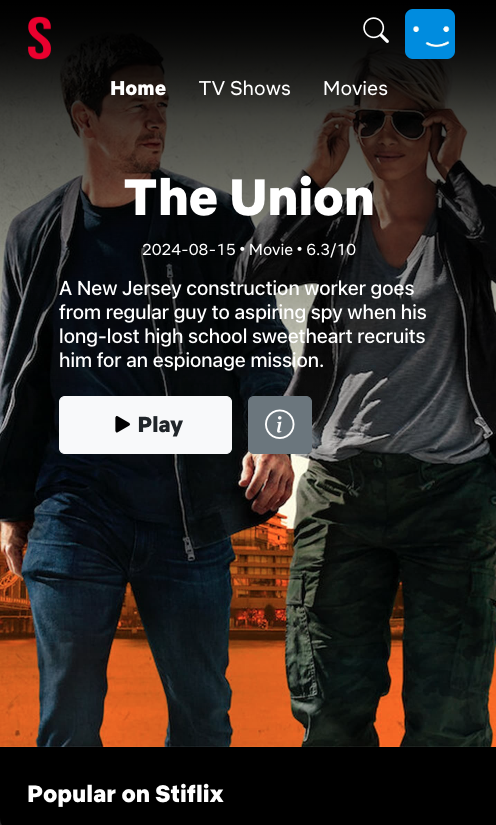 S
Home TV Shows Movies
The Union
2024-08-15 • Movie • 6.3/10
A New Jersey construction worker goes
from regular guy to aspiring spy when his
long-lost high school sweetheart recruits
him for an espionage mission.
Play i
Popular on Stiflix